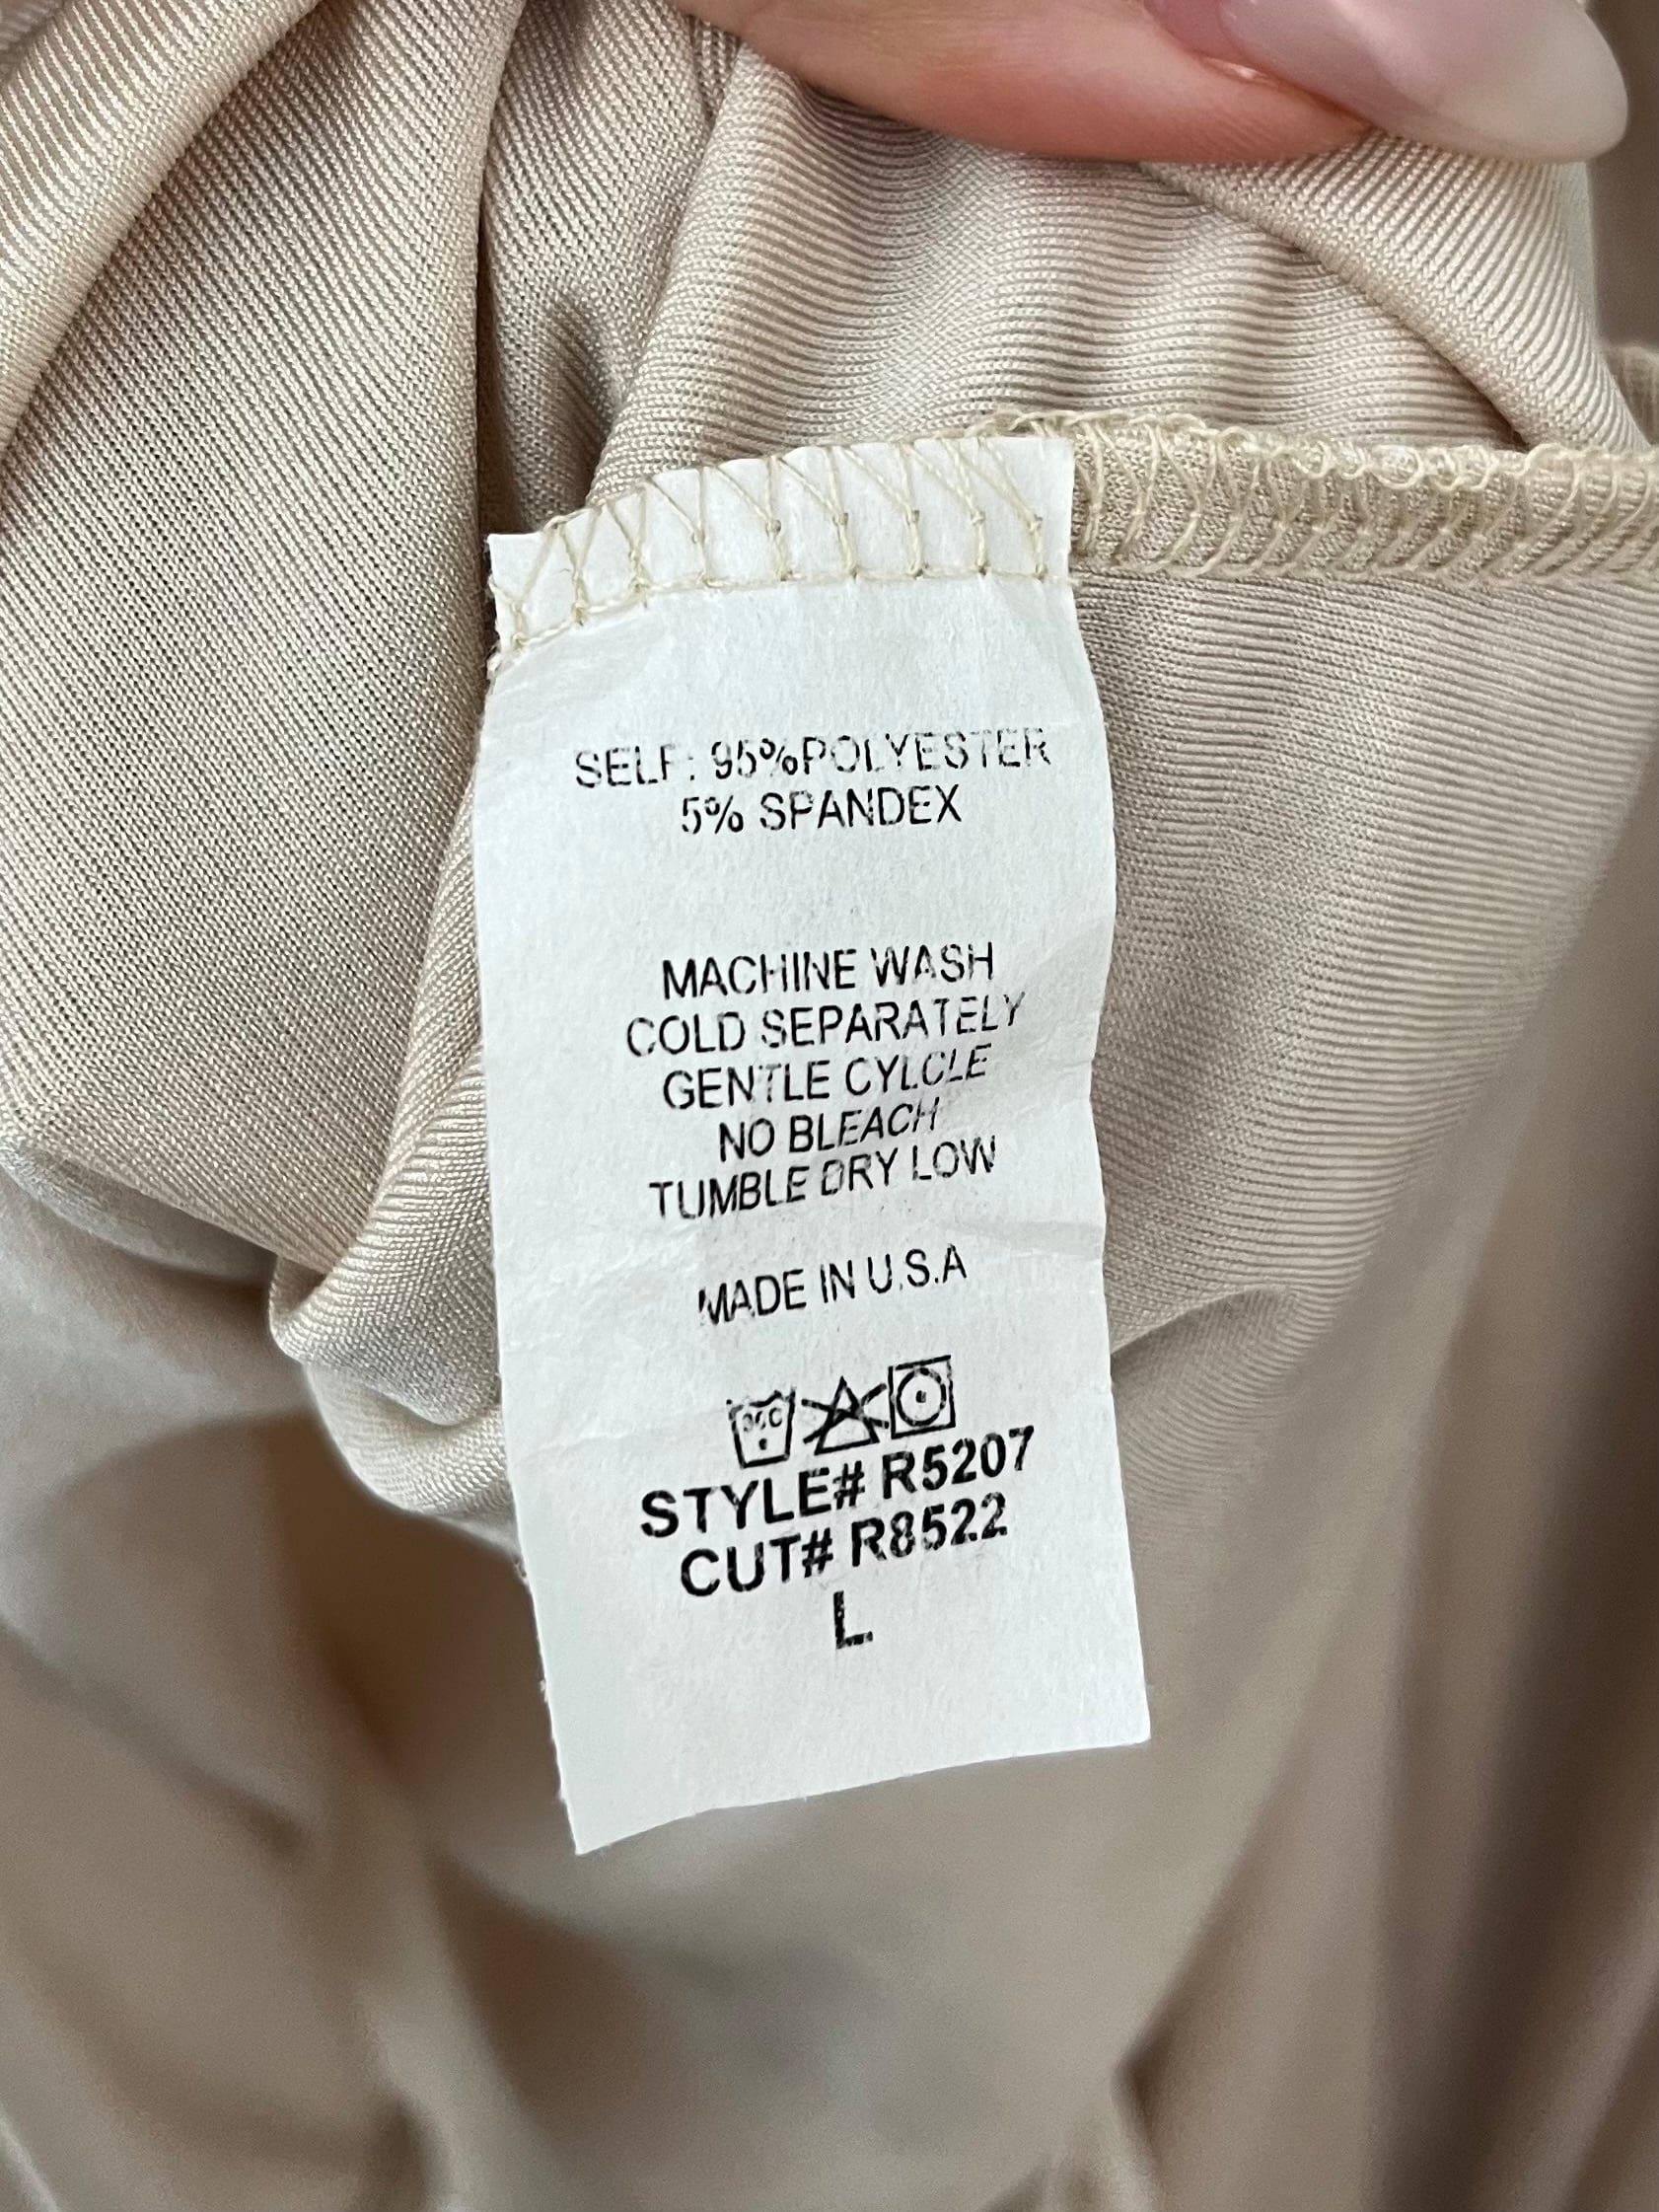 SELF: 95%POLYESTER
5% SPANDEX
MACHINE WASH
COLD SEPARATELY
GENTLE CYLCLE
NO BLEACH
TUMBLE DRY LOW
MADE IN U.S.A
STYLE# R5207
CUT# R8522
L